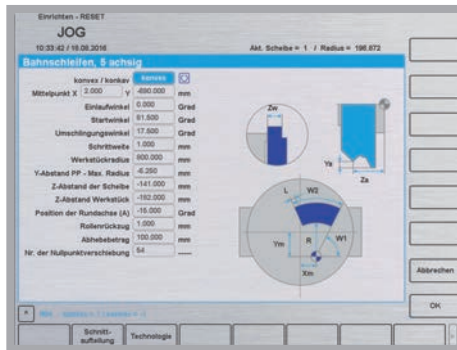 Einrichten - RESET
JOG
10:33:42 / 18.08.2016 Akt. Scheibe = 1 / Radius = 196.872
Bahnschleifen, 5 achsig
konvex / konkav konvex
Mittelpunkt X 2.000 Y -690.000 mm
Einlaufwinkel 0.000 Grad
Startwinkel 61.500 Grad
Umschlingungswinkel 17.500 Grad
Schrittweite 1.000 mm
Werkstückradius 600.000 mm
Y-Abstand PP - Max. Radius -6.250 mm
Z-Abstand der Scheibe -141.000 mm
Z-Abstand Werkstück -152.000 mm
Position der Rundachse (A) -15.000 Grad
Rollenrückzug 1.000 mm
Abhebebetrag 100.000 mm
Nr. der Nullpunktverschiebung 54
Zw
Ys
Za
L W2
Ym R W1
Xm
Abbrechen
OK
Schnitt-
aufteilung Technologie